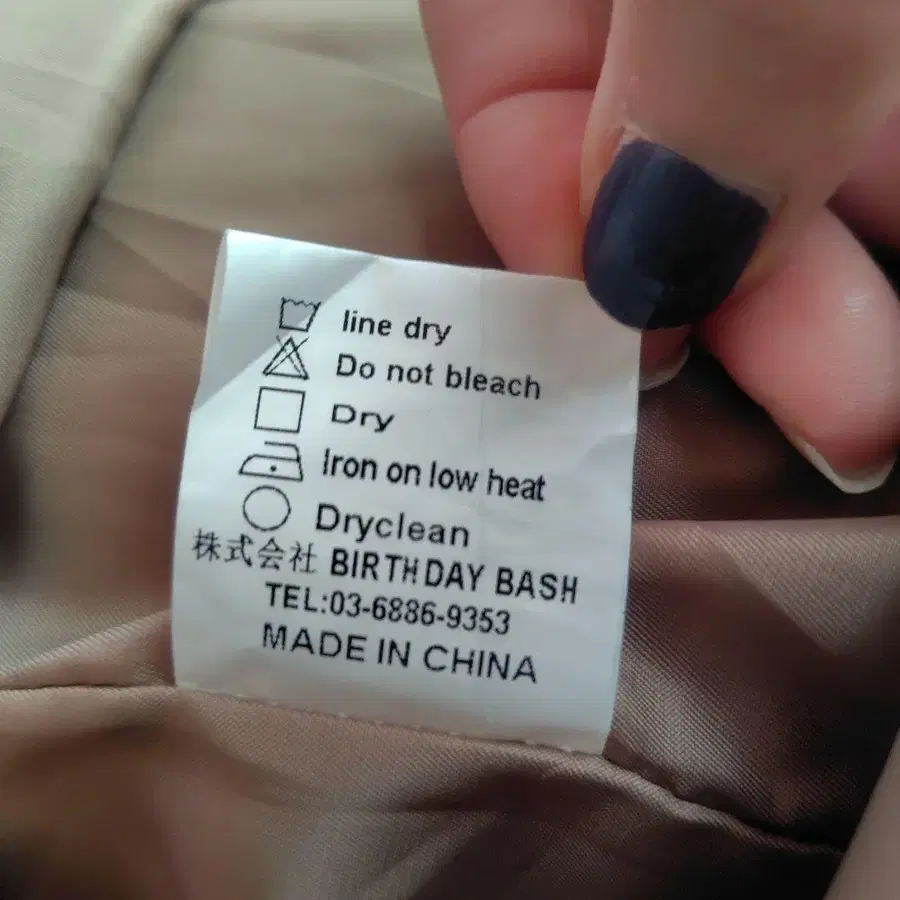 line dry
Do not bleach
Dry
Iron on low heat
Dryclean
株式会社 BIRTHDAY BASH
TEL:03-6886-9353
MADE IN CHINA